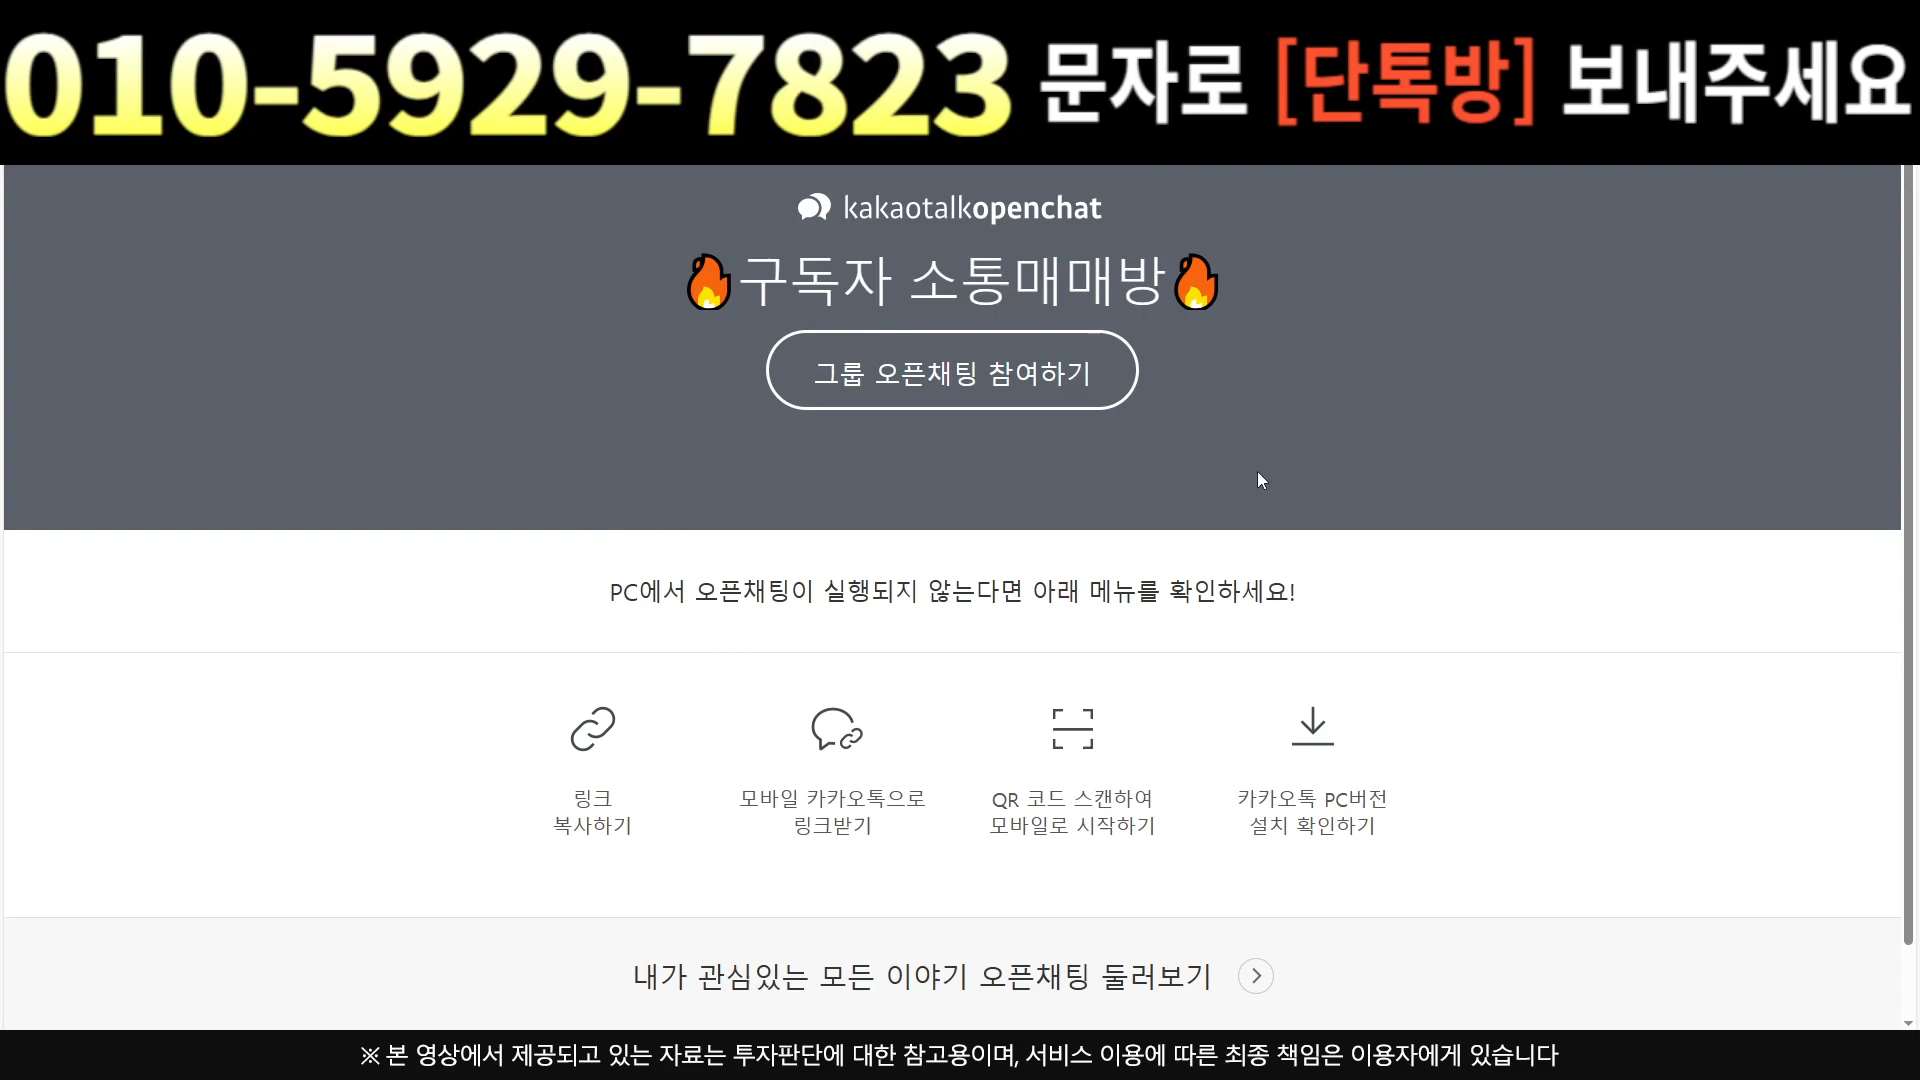 010-5929-7823 문자로 [단톡방] 보내주세요
kakaotalkopenchat
🔥구독자 소통매매방🔥
그룹 오픈채팅 참여하기
PC에서 오픈채팅이 실행되지 않는다면 아래 메뉴를 확인하세요!
링크
복사하기
모바일 카카오톡으로
링크받기
QR 코드 스캔하여
모바일로 시작하기
카카오톡 PC버전
설치 확인하기
내가 관심있는 모든 이야기 오픈채팅 둘러보기
※ 본 영상에서 제공되고 있는 자료는 투자판단에 대한 참고용이며, 서비스 이용에 따른 최종 책임은 이용자에게 있습니다